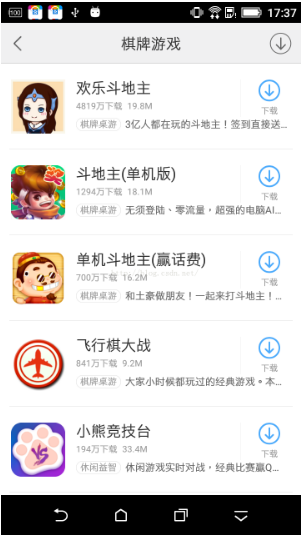 17:37
棋牌游戏
欢乐斗地主
4819万下载 19.8M
棋牌桌游 3亿人都在玩的斗地主！签到直接送...
下载
斗地主(单机版)
1294万下载 18.1M
棋牌桌游 无须登陆、零流量，超强的电脑AI...
下载
单机斗地主(赢话费)
700万下载 16.2M
棋牌桌游 和土豪做朋友！一起来打斗地主！...
下载
飞行棋大战
841万下载 9.2M
棋牌桌游 大家小时候都玩过的经典游戏。本...
下载
小熊竞技台
194万下载 33.4M
休闲益智 休闲游戏实时对战，经典比赛赢Q...
下载
VS